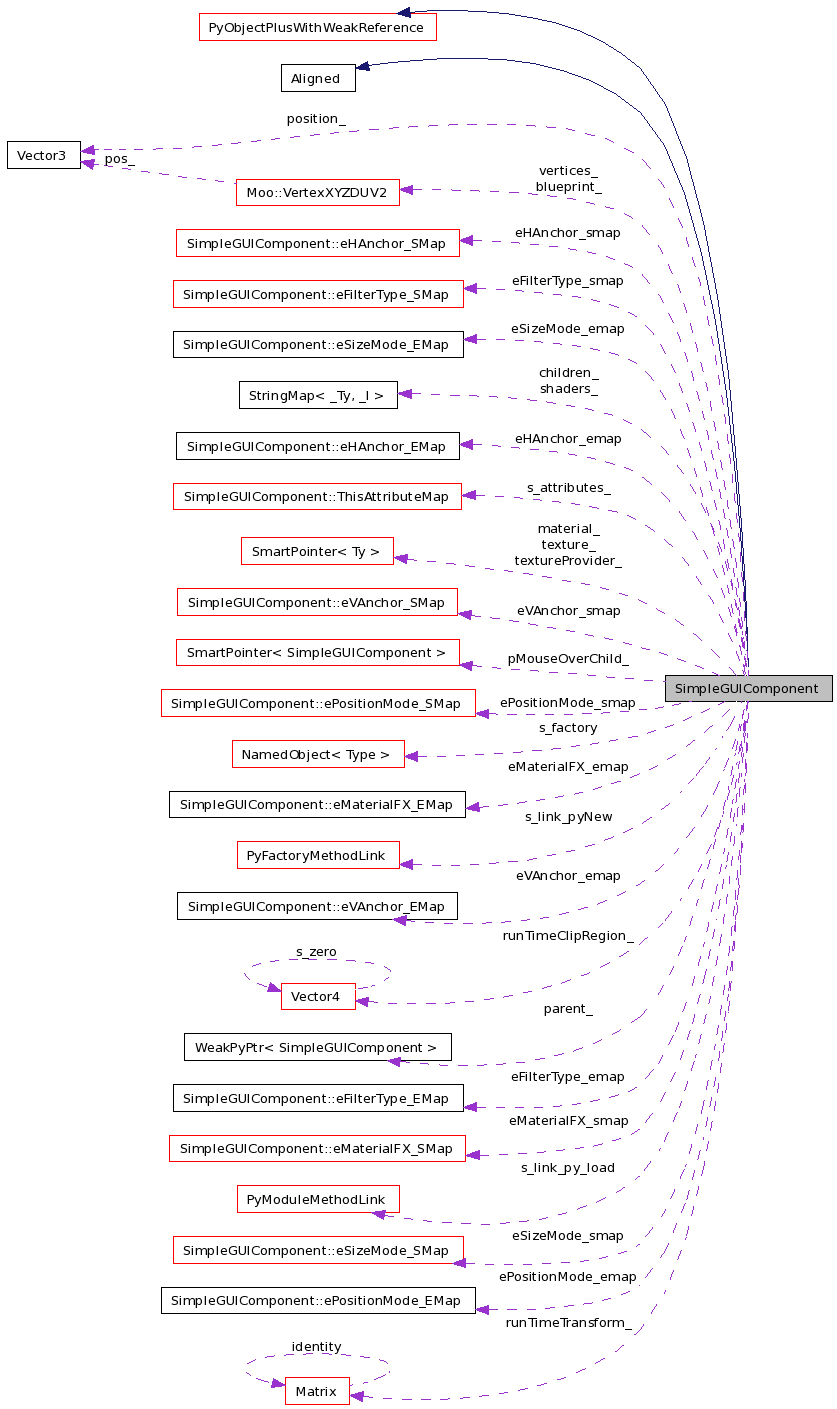 PyObjectPlusWithWeakReference
Aligned
position_
Vector3
pos_
vertices_
blueprint_
Moo::VertexXYZDUV2
eHAnchor_smap
SimpleGUIComponent::eHAnchor_SMap
eFilterType_smap
SimpleGUIComponent::eFilterType_SMap
eSizeMode_emap
SimpleGUIComponent::eSizeMode_EMap
children_
shaders_
StringMap< _Ty, _I >
eHAnchor_emap
SimpleGUIComponent::eHAnchor_EMap
s_attributes_
SimpleGUIComponent::ThisAttributeMap
material_
texture_
textureProvider_
SmartPointer< Ty >
SimpleGUIComponent::eVAnchor_SMap
eVAnchor_smap
SmartPointer< SimpleGUIComponent >
pMouseOverChild_
SimpleGUIComponent
SimpleGUIComponent::ePositionMode_SMap
ePositionMode_smap
s_factory
NamedObject< Type >
eMaterialFX_emap
SimpleGUIComponent::eMaterialFX_EMap
s_link_pyNew
PyFactoryMethodLink
eVAnchor_emap
SimpleGUIComponent::eVAnchor_EMap
runTimeClipRegion_
s_zero
Vector4
parent_
WeakPyPtr< SimpleGUIComponent >
eFilterType_emap
SimpleGUIComponent::eFilterType_EMap
eMaterialFX_smap
SimpleGUIComponent::eMaterialFX_SMap
s_link_py_load
PyModuleMethodLink
eSizeMode_smap
SimpleGUIComponent::eSizeMode_SMap
ePositionMode_emap
SimpleGUIComponent::ePositionMode_EMap
runTimeTransform_
identity
Matrix